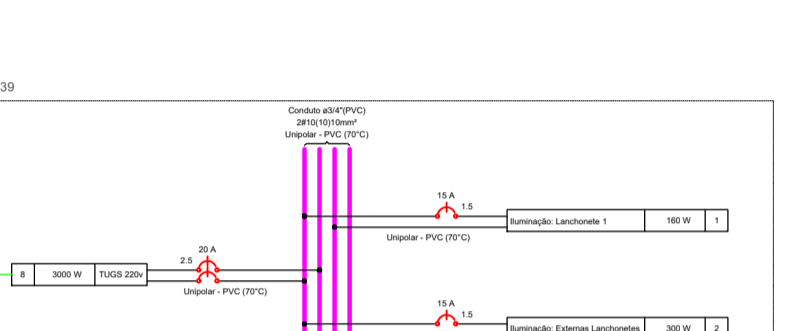 39
Conduto ø3/4"(PVC)
2#10(10)10mm²
Unipolar - PVC (70°C)
15 A
1.5
Iluminação: Lanchonete 1
160 W
1
Unipolar - PVC (70°C)
20 A
2.5
8
3000 W
TUGS 220v
Unipolar - PVC (70°C)
15 A
1.5
Iluminação: Externas Lanchonetes
300 W
2